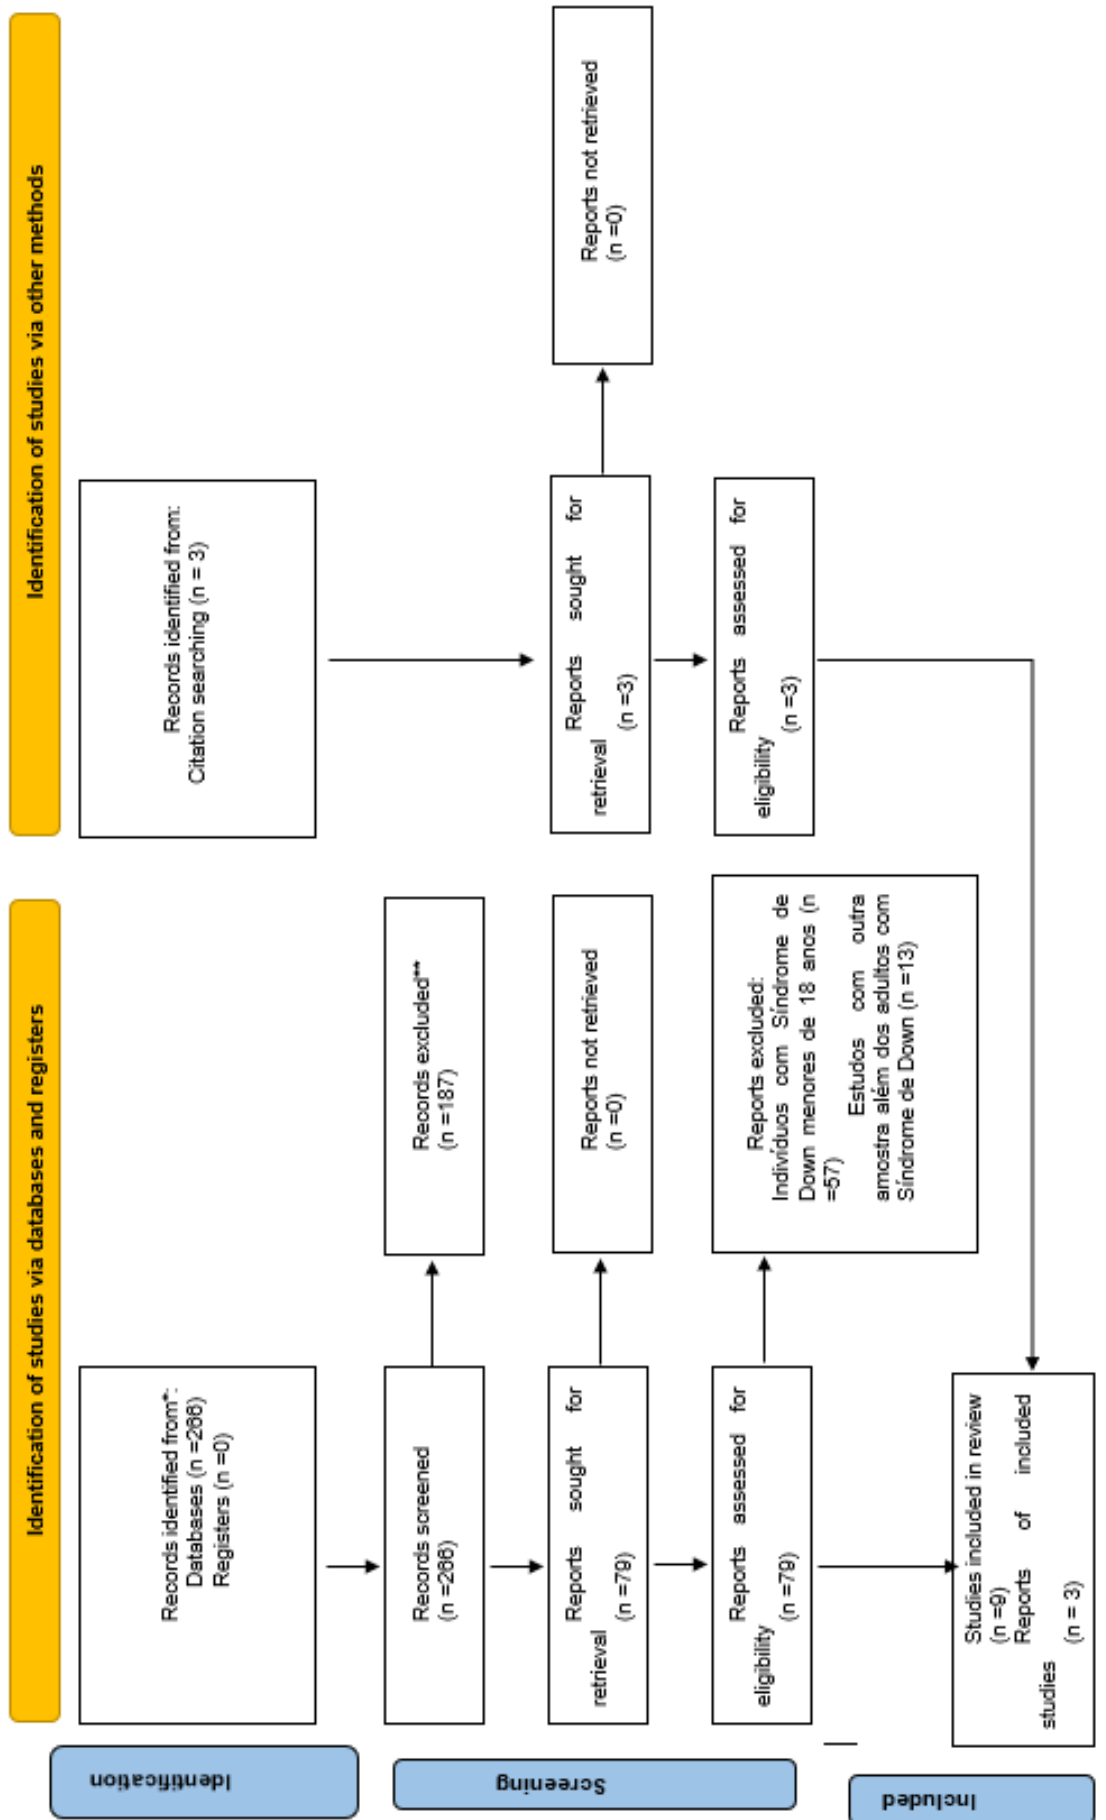 Identification of studies via databases and registers
Identification of studies via other methods
Identification
Records identified from*:
Databases (n =266)
Registers (n =0)
Records identified from:
Citation searching (n = 3)
Screening
Records screened
(n =266)
Records excluded**
(n =187)
Reports sought for
retrieval
(n =79)
Reports not retrieved
(n =0)
Reports sought for
retrieval
(n =3)
Reports not retrieved
(n =0)
Reports assessed for
eligibility
(n =79)
Reports excluded:
Indivíduos com Síndrome de
Down menores de 18 anos (n
=57)
Estudos com outra
amostra além dos adultos com
Síndrome de Down (n =13)
Reports assessed for
eligibility
(n =3)
Included
Studies included in review
(n =9)
Reports of included
studies
(n = 3)